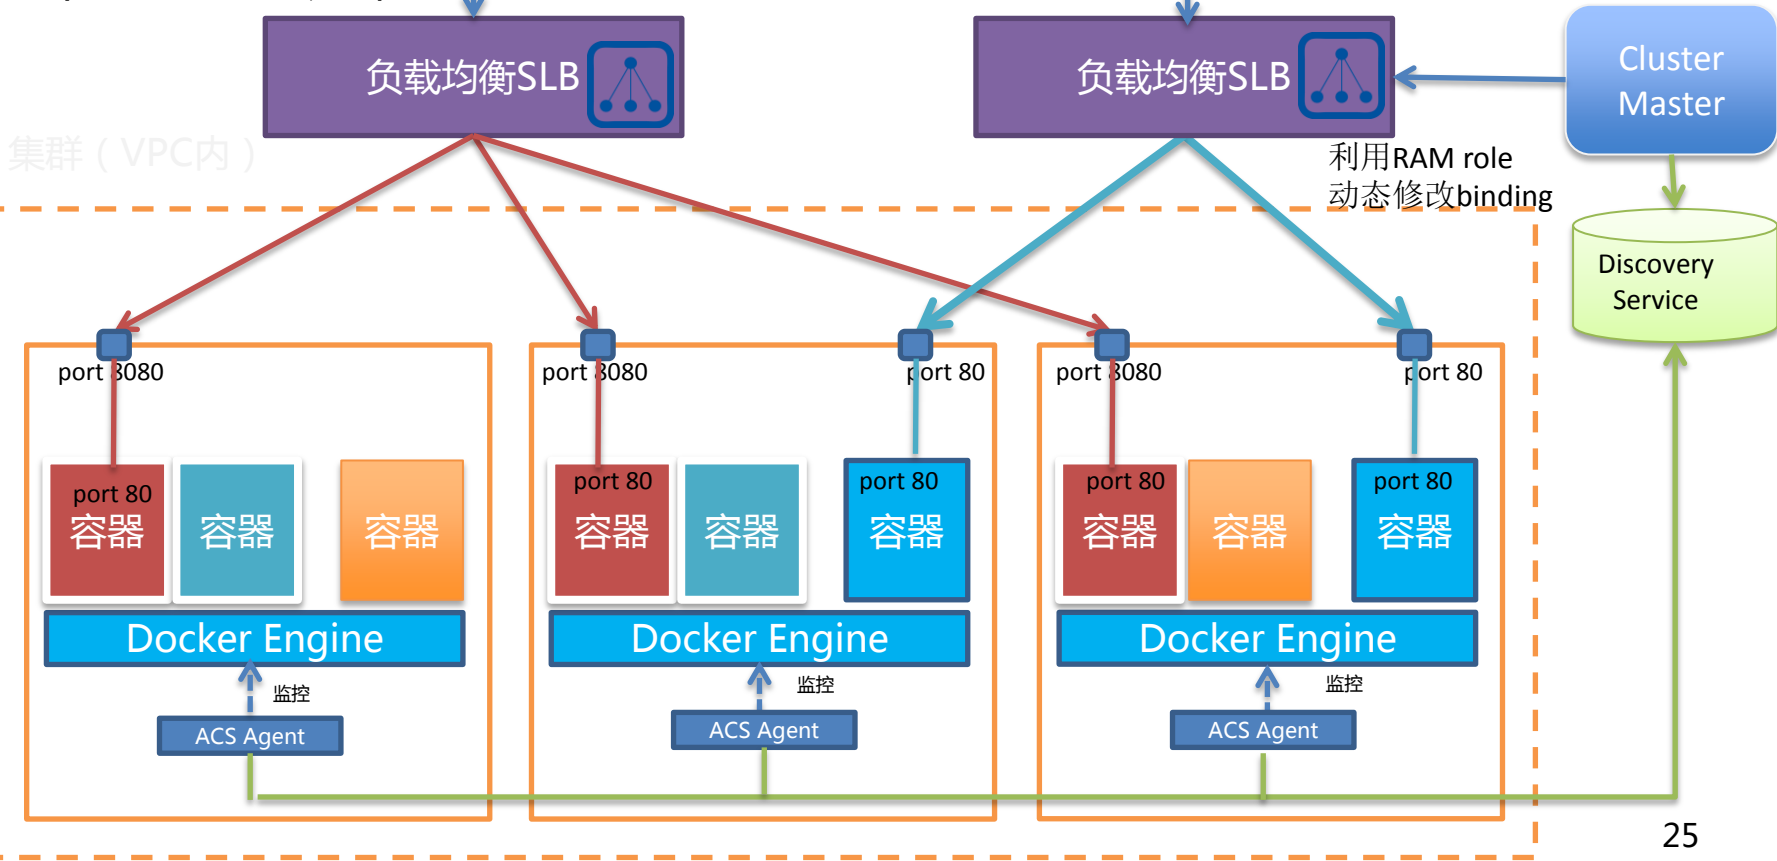 负载均衡SLB
负载均衡SLB
Cluster
Master
集群（VPC内）
利用RAM role
动态修改binding
Discovery
Service
port 8080
port 8080
port 80
port 8080
port 80
port 80
容器
容器
容器
port 80
容器
容器
port 80
容器
port 80
容器
容器
port 80
容器
Docker Engine
Docker Engine
Docker Engine
监控
监控
监控
ACS Agent
ACS Agent
ACS Agent
25